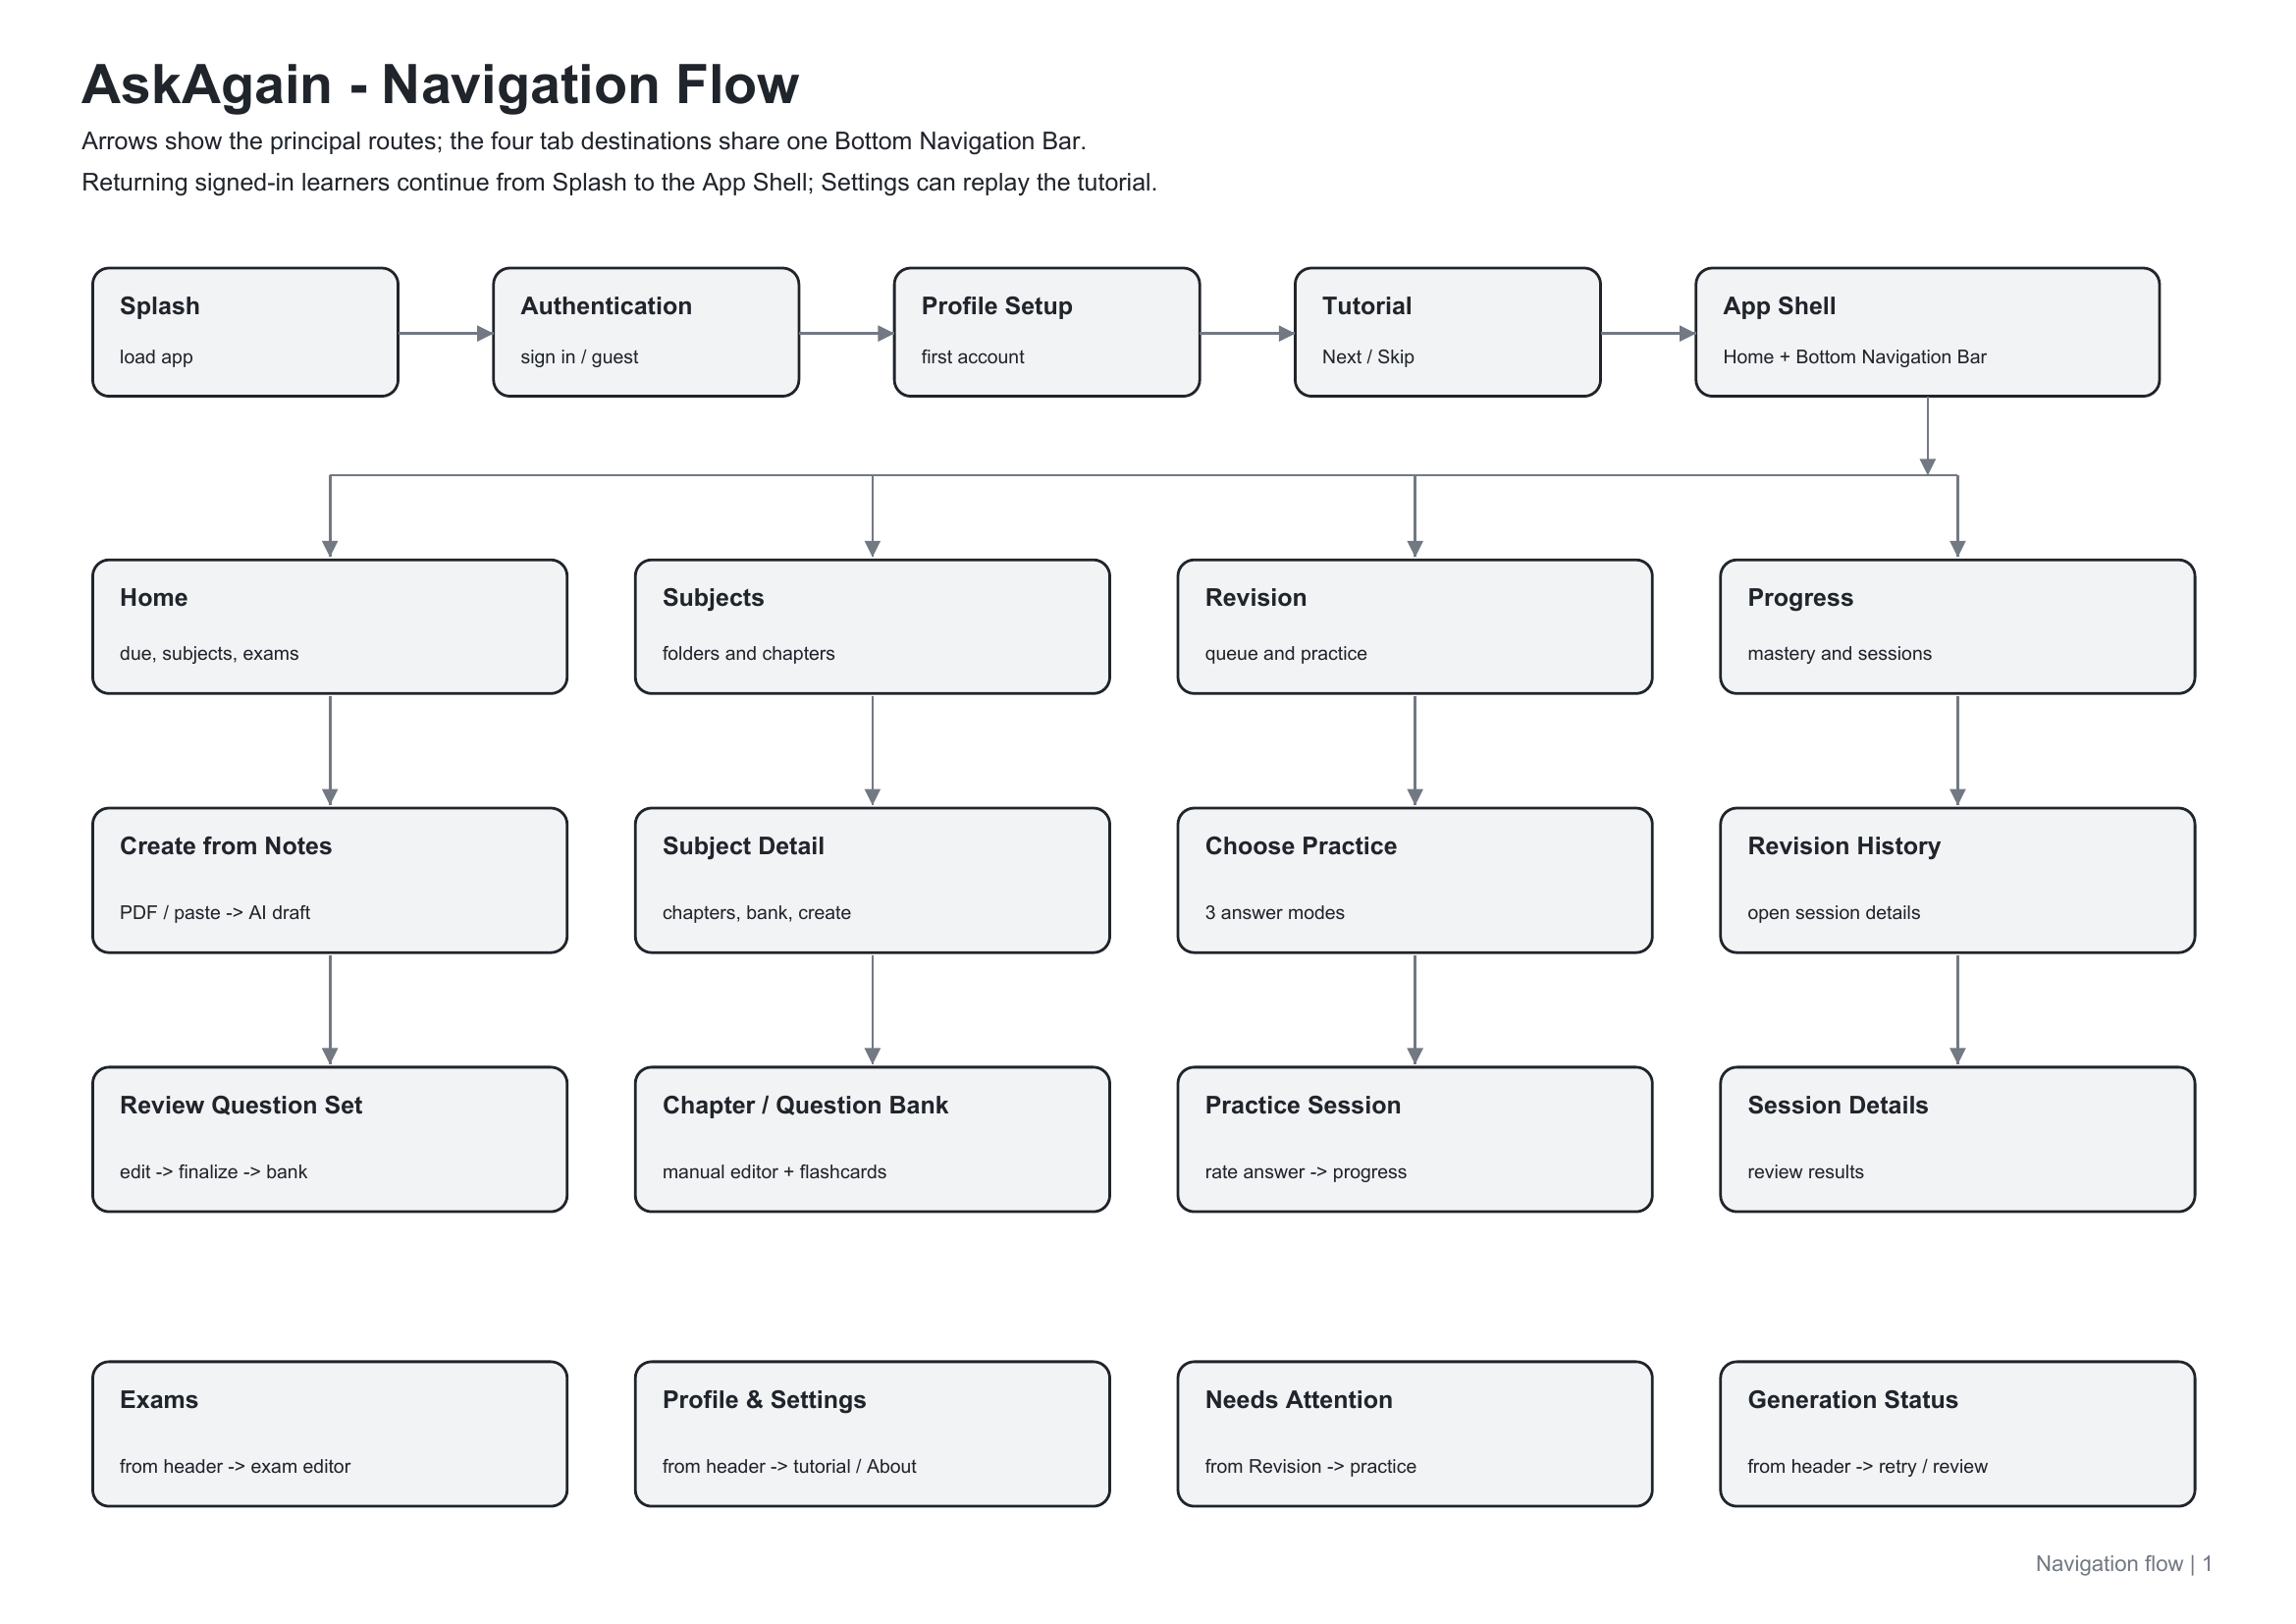 AskAgain - Navigation Flow
Arrows show the principal routes; the four tab destinations share one Bottom Navigation Bar.
Returning signed-in learners continue from Splash to the App Shell; Settings can replay the tutorial.
Splash
load app
Authentication
sign in / guest
Profile Setup
first account
Tutorial
Next / Skip
App Shell
Home + Bottom Navigation Bar
Home
due, subjects, exams
Subjects
folders and chapters
Revision
queue and practice
Progress
mastery and sessions
Create from Notes
PDF / paste -> AI draft
Subject Detail
chapters, bank, create
Choose Practice
3 answer modes
Revision History
open session details
Review Question Set
edit -> finalize -> bank
Chapter / Question Bank
manual editor + flashcards
Practice Session
rate answer -> progress
Session Details
review results
Exams
from header -> exam editor
Profile & Settings
from header -> tutorial / About
Needs Attention
from Revision -> practice
Generation Status
from header -> retry / review
Navigation flow | 1